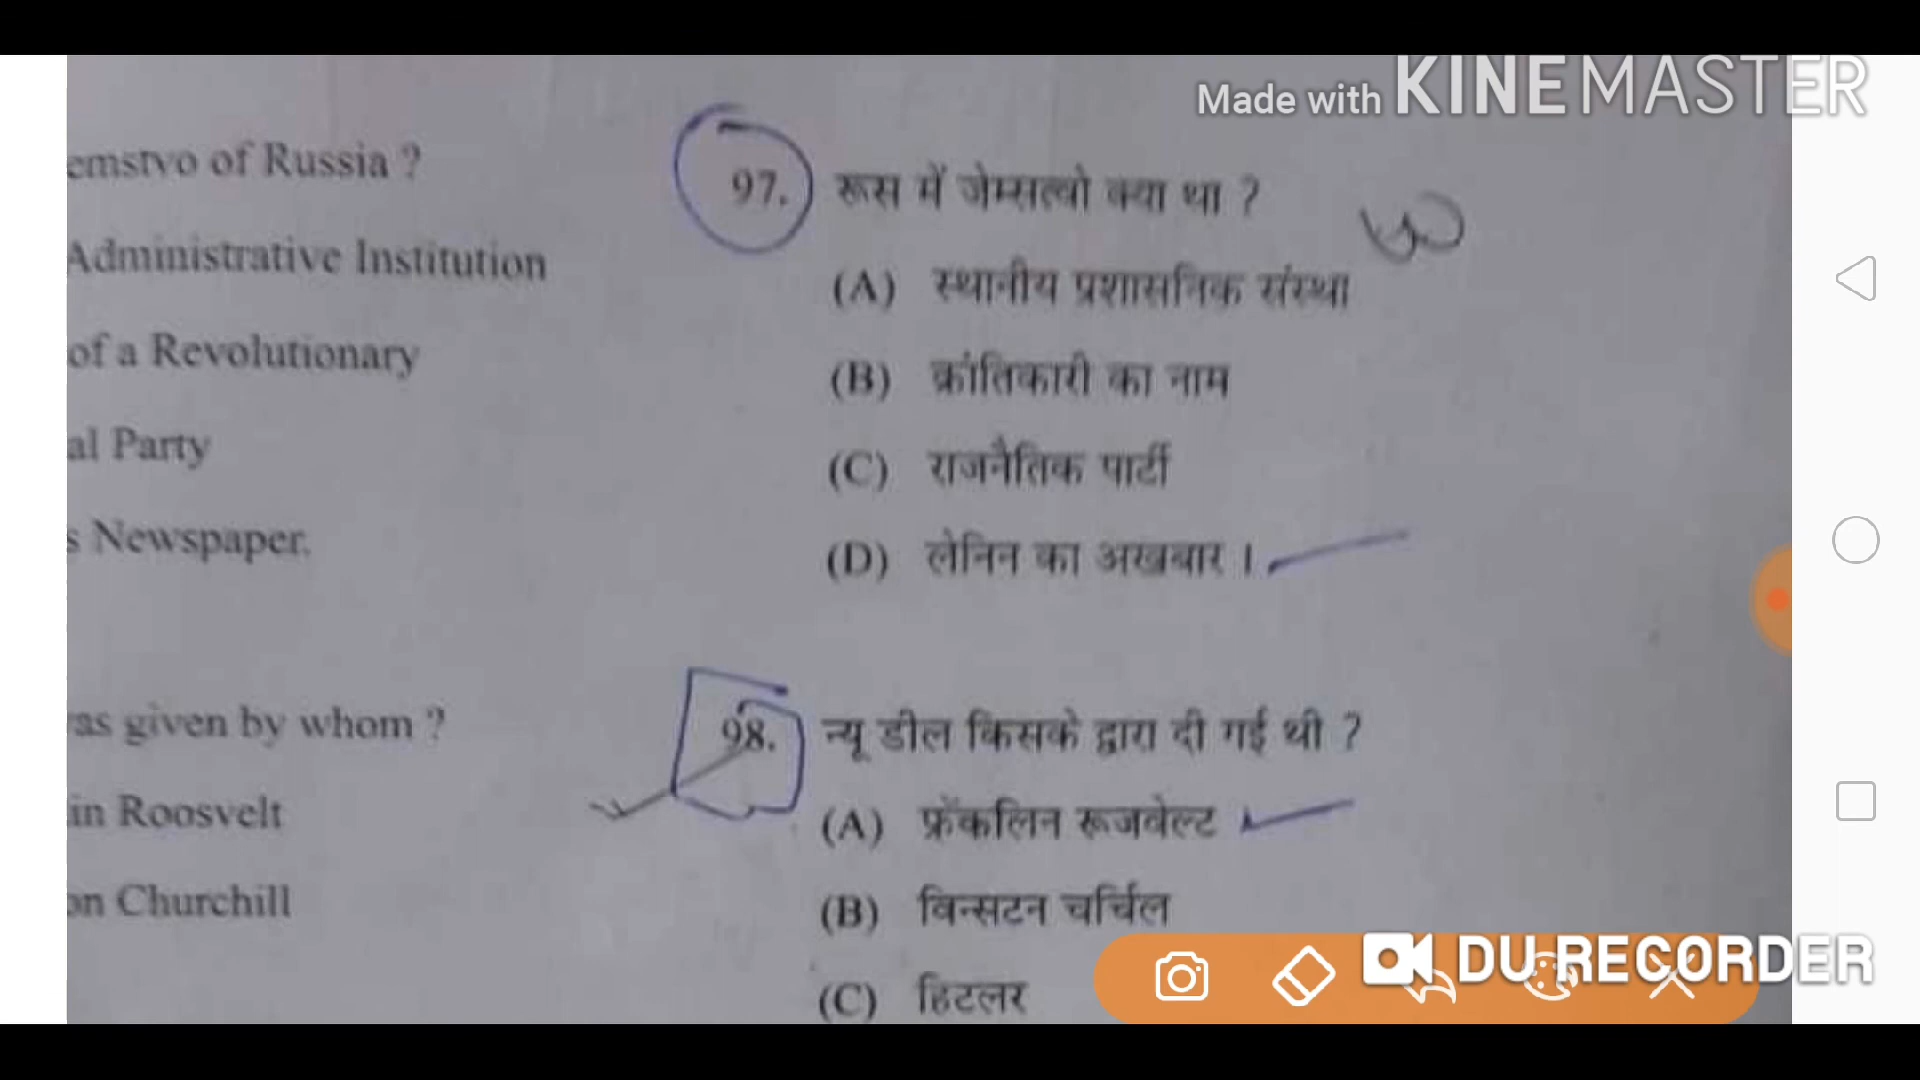 Made with KINEMASTER
emstvo of Russia ?
Administrative Institution
of a Revolutionary
al Party
s Newspaper.
as given by whom ?
in Roosvelt
on Churchill
97. रूस में जेम्सत्वो क्या था ?
(A) स्थानीय प्रशासनिक संस्था
(B) क्रांतिकारी का नाम
(C) राजनैतिक पार्टी
(D) लेनिन का अखबार ।
98. न्यू डील किसके द्वारा दी गई थी ?
(A) फ्रेंकलिन रूजवेल्ट
(B) विन्सटन चर्चिल
(C) हिटलर
DU RECORDER